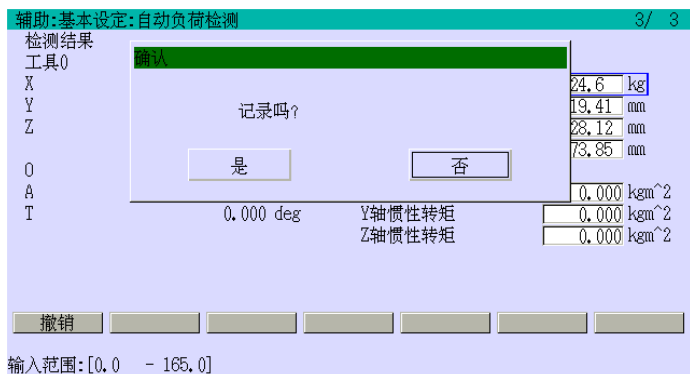 辅助:基本设定:自动负荷检测 3/ 3
检测结果
工具0
确认
X 24.6 kg
Y 19.41 mm
记录吗?
Z 28.12 mm
73.85 mm
是 否
O
A 0.000 kgm^2
T 0.000 deg Y轴惯性转矩 0.000 kgm^2
Z轴惯性转矩 0.000 kgm^2
撤销
输入范围:[0.0 - 165.0]